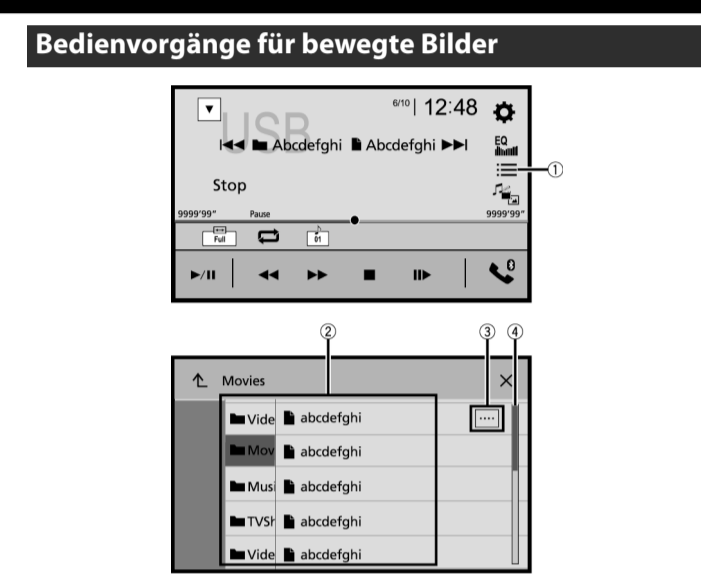 Bedienvorgänge für bewegte Bilder
6/10 12:48
USB
EQ
Abcdefghi Abcdefghi
①
Stop
9999'99" Pause 9999'99"
Full 01
② ③ ④
Movies
Vide abcdefghi
Mov abcdefghi
Musi abcdefghi
TVSh abcdefghi
Vide abcdefghi